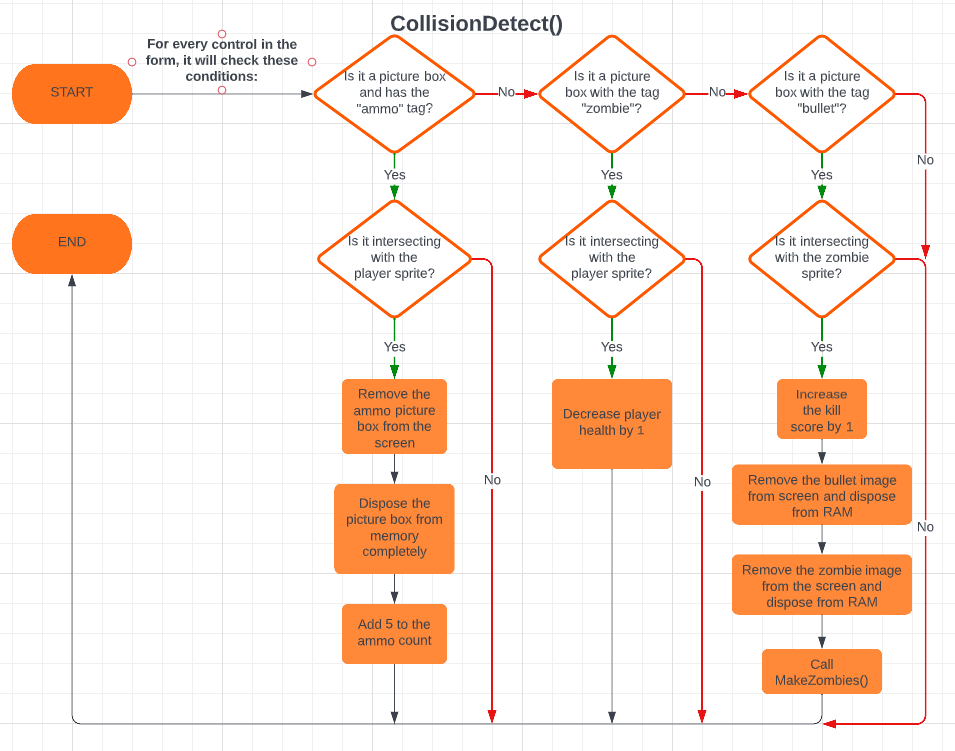 CollisionDetect()
For every control in the
form, it will check these
conditions:
START
Is it a picture box
and has the
"ammo" tag?
No
Is it a picture
box with the tag
"zombie"?
No
Is it a picture
box with the tag
"bullet"?
No
Yes
Yes
Yes
END
Is it intersecting
with the
player sprite?
Is it intersecting
with the
player sprite?
Is it intersecting
with the zombie
sprite?
Yes
Yes
Yes
Remove the
ammo picture
box from the
screen
Decrease player
health by 1
Increase
the kill
score by 1
No
No
Remove the bullet image
from screen and dispose
from RAM
No
Dispose the
picture box from
memory
completely
Remove the zombie image
from the screen and
dispose from RAM
Add 5 to the
ammo count
Call
MakeZombies()